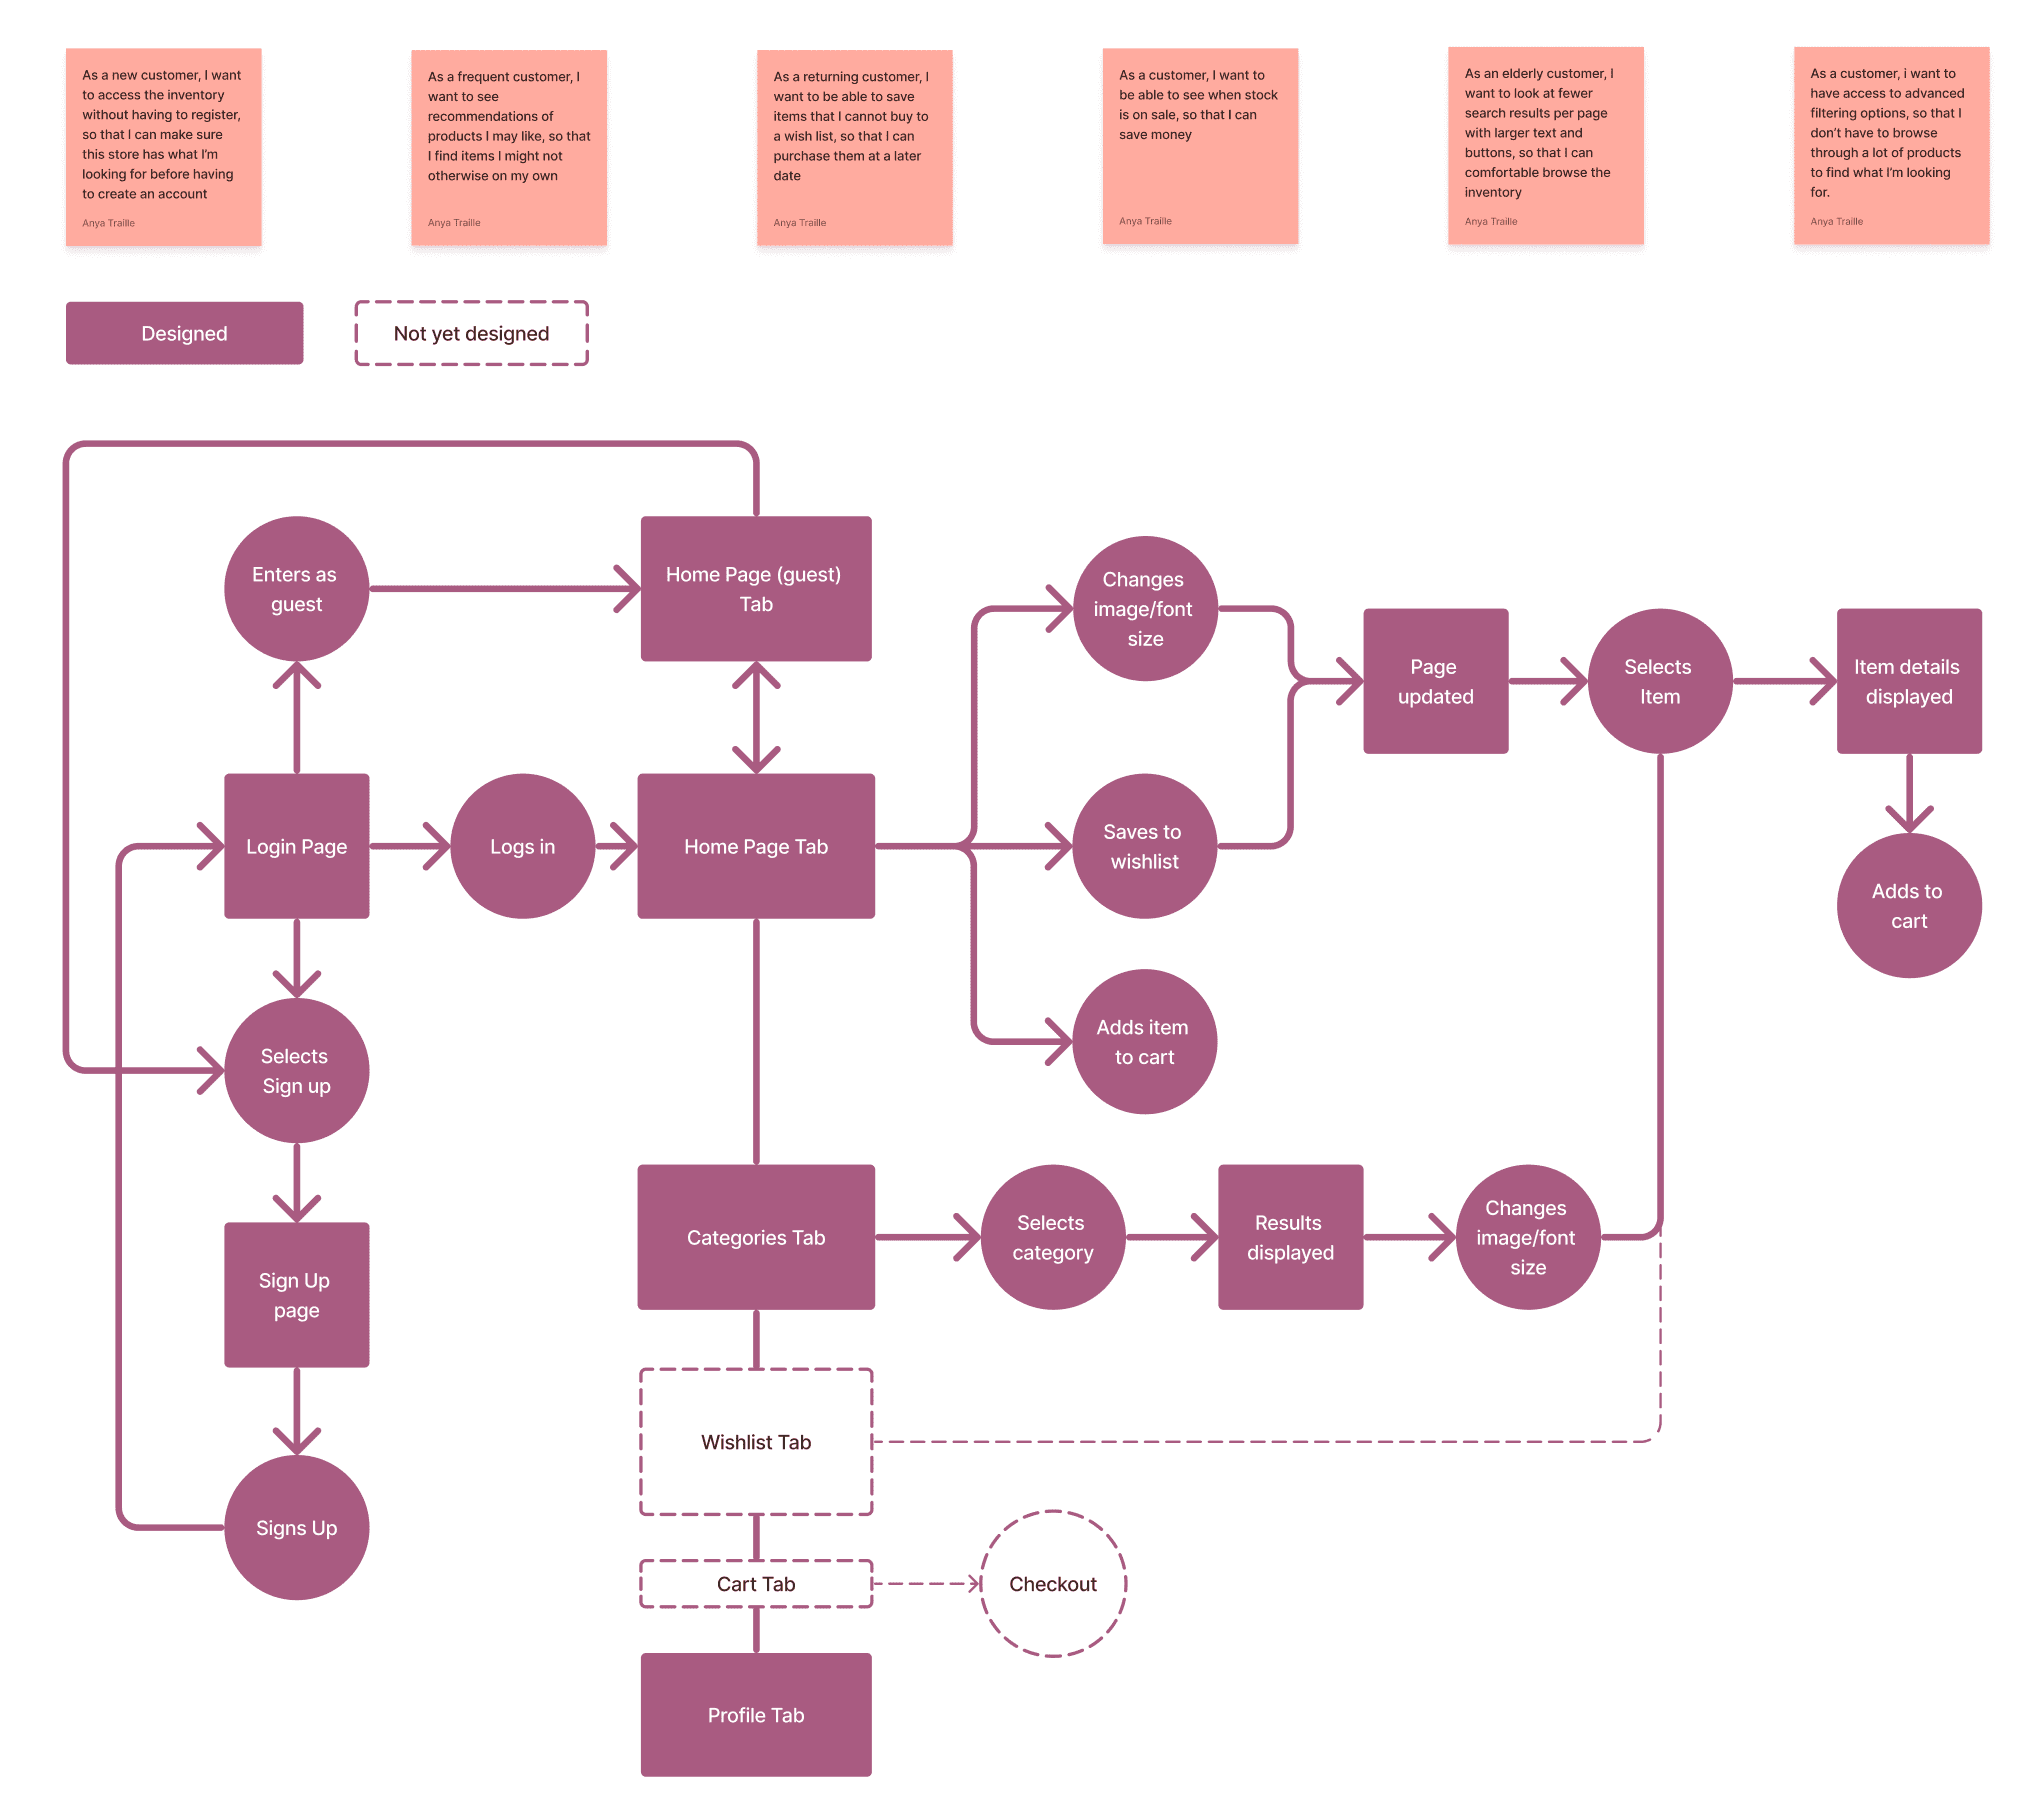 As a new customer, I want
to access the inventory
without having to register,
so that I can make sure
this store has what I'm
looking for before having
to create an account
Anya Traille
As a frequent customer, I
want to see
recommendations of
products I may like, so that
I find items I might not
otherwise on my own
Anya Traille
As a returning customer, I
want to be able to save
items that I cannot buy to
a wish list, so that I can
purchase them at a later
date
Anya Traille
As a customer, I want to
be able to see when stock
is on sale, so that I can
save money
Anya Traille
As an elderly customer, I
want to look at fewer
search results per page
with larger text and
buttons, so that I can
comfortable browse the
inventory
Anya Traille
As a customer, i want to
have access to advanced
filtering options, so that I
don't have to browse
through a lot of products
to find what I'm looking
for.
Anya Traille
Designed
Not yet designed
Enters as
guest
Home Page (guest)
Tab
Changes
image/font
size
Page
updated
Selects
Item
Item details
displayed
Login Page
Logs in
Home Page Tab
Saves to
wishlist
Adds to
cart
Selects
Sign up
Adds item
to cart
Categories Tab
Selects
category
Results
displayed
Changes
image/font
size
Sign Up
page
Wishlist Tab
Signs Up
Cart Tab
Checkout
Profile Tab